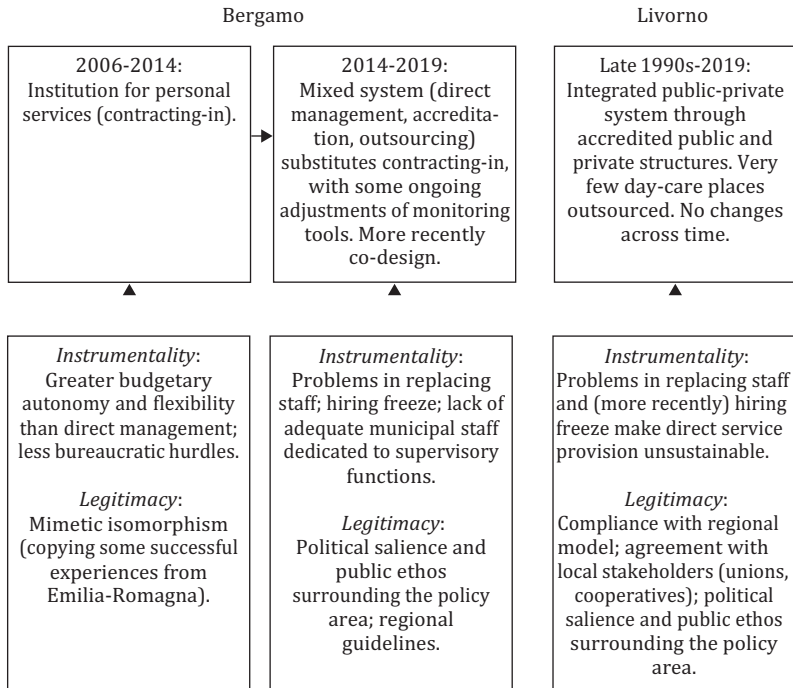 Bergamo
Livorno
2006-2014:
Institution for personal
services (contracting-in).
2014-2019:
Mixed system (direct
management, accredita-
tion, outsourcing)
substitutes contracting-in,
with some ongoing
adjustments of monitoring
tools. More recently
co-design.
Late 1990s-2019:
Integrated public-private
system through
accredited public and
private structures. Very
few day-care places
outsourced. No changes
across time.
Instrumentality:
Greater budgetary
autonomy and flexibility
than direct management;
less bureaucratic hurdles.
Legitimacy:
Mimetic isomorphism
(copying some successful
experiences from
Emilia-Romagna).
Instrumentality:
Problems in replacing
staff; hiring freeze; lack of
adequate municipal staff
dedicated to supervisory
functions.
Legitimacy:
Political salience and
public ethos
surrounding the policy
area; regional
guidelines.
Instrumentality:
Problems in replacing staff
and (more recently) hiring
freeze make direct service
provision unsustainable.
Legitimacy:
Compliance with regional
model; agreement with
local stakeholders (unions,
cooperatives); political
salience and public ethos
surrounding the policy
area.